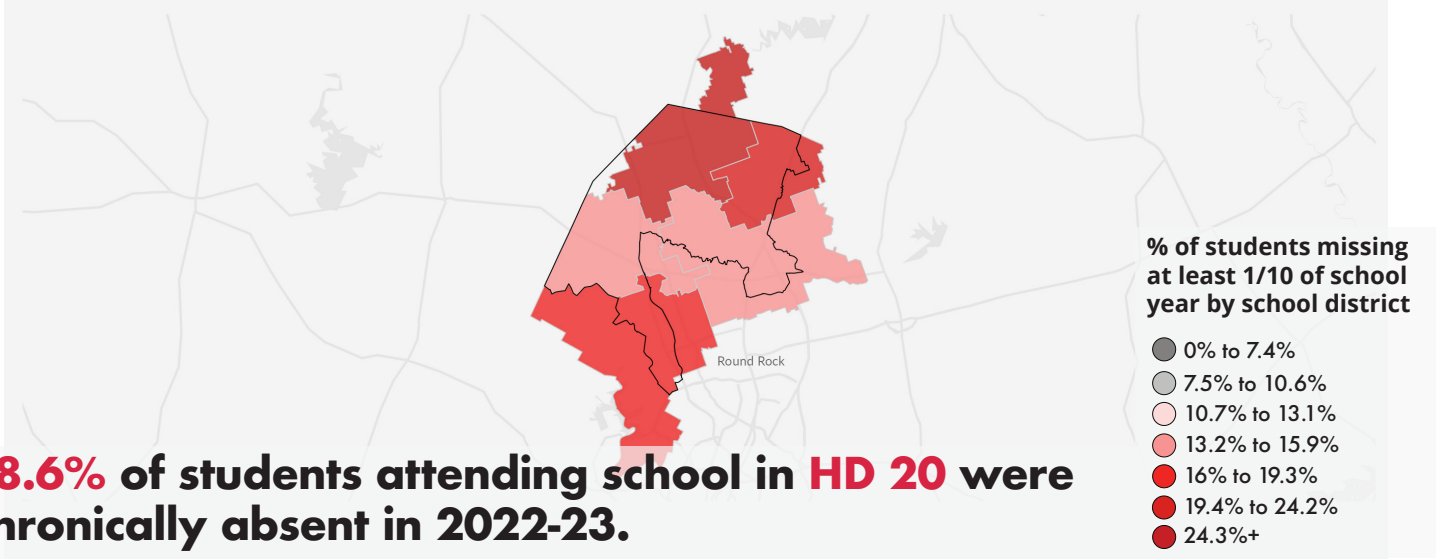 Round Rock
% of students missing
at least 1/10 of school
year by school district
0% to 7.4%
7.5% to 10.6%
10.7% to 13.1%
13.2% to 15.9%
16% to 19.3%
19.4% to 24.2%
24.3%+
8.6% of students attending school in HD 20 were
hronically absent in 2022-23.